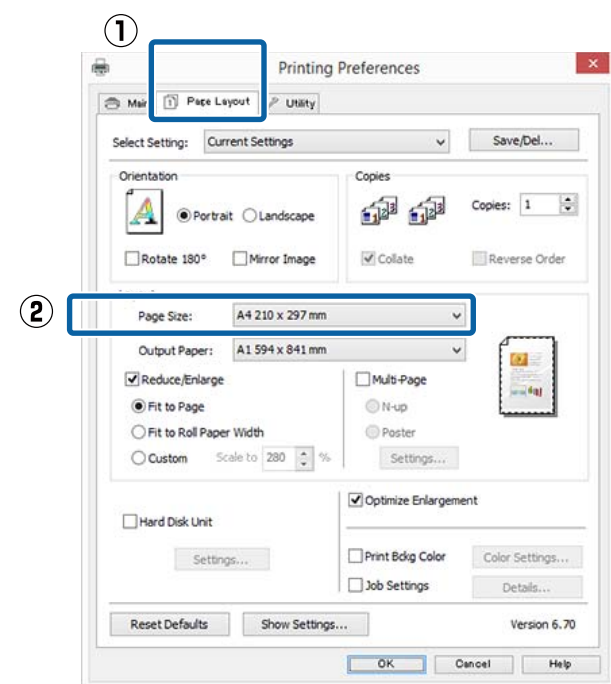 ①
Printing Preferences
Main Page Layout Utility
Select Setting: Current Settings Save/Del...
Orientation
Portrait Landscape
Rotate 180° Mirror Image
Copies
Copies: 1
Collate Reverse Order
②
Page Size: A4 210 x 297 mm
Output Paper: A1 594 x 841 mm
Reduce/Enlarge
Fit to Page
Fit to Roll Paper Width
Custom Scale to 280 %
Multi-Page
N-up
Poster
Settings...
Optimize Enlargement
Hard Disk Unit
Settings...
Print Bckg Color Color Settings...
Job Settings Details...
Reset Defaults Show Settings... Version 6.70
OK Cancel Help